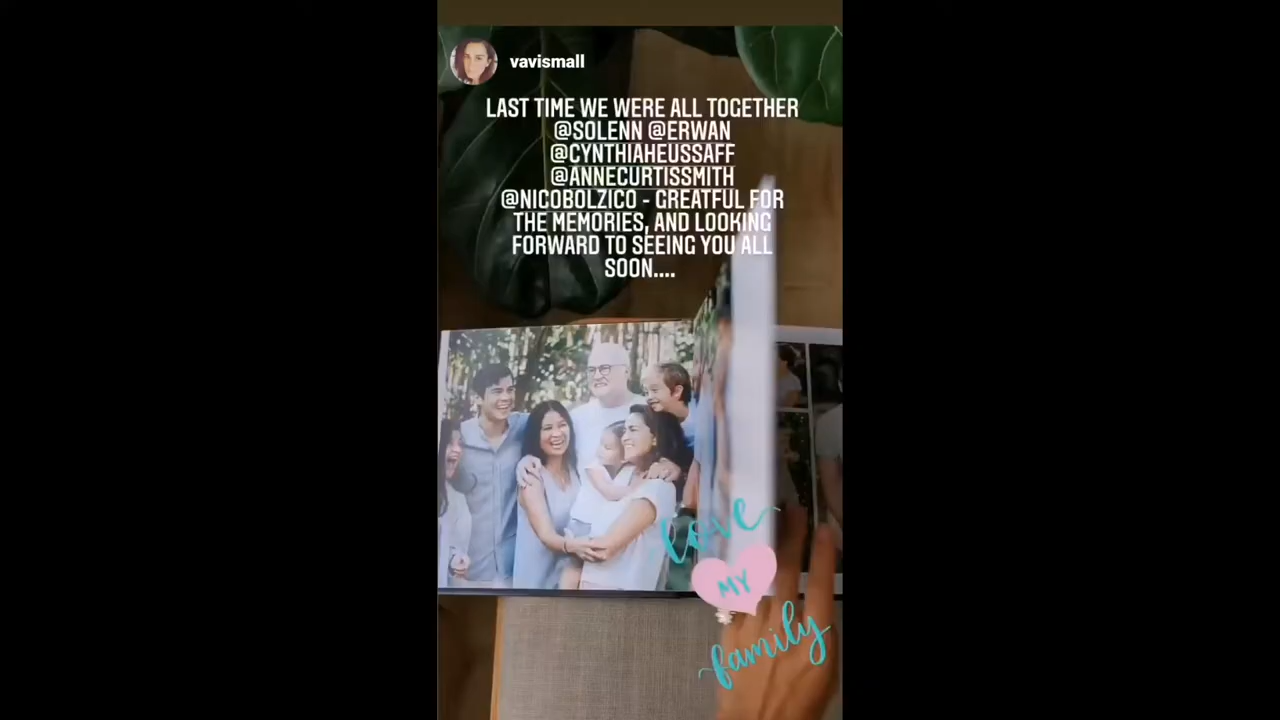 vavismall
LAST TIME WE WERE ALL TOGETHER
@SOLENN @ERWAN
@CYNTHIAHEUSSAFF
@ANNECURTISSMITH
@NICOBOLZICO - GREATFUL FOR
THE MEMORIES, AND LOOKING
FORWARD TO SEEING YOU ALL
SOON....
love
MY
family